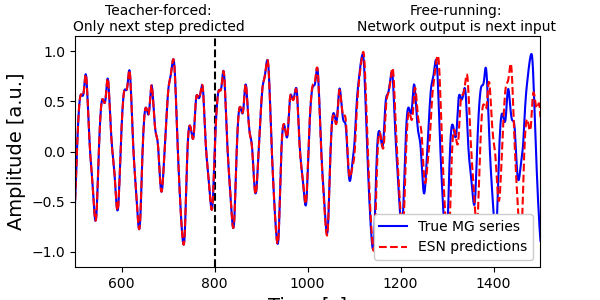 Teacher-forced:
Only next step predicted
Free-running:
Network output is next input
1.0
0.5
0.0
−0.5
−1.0
Amplitude [a.u.]
True MG series
ESN predictions
600
800
1000
1200
1400